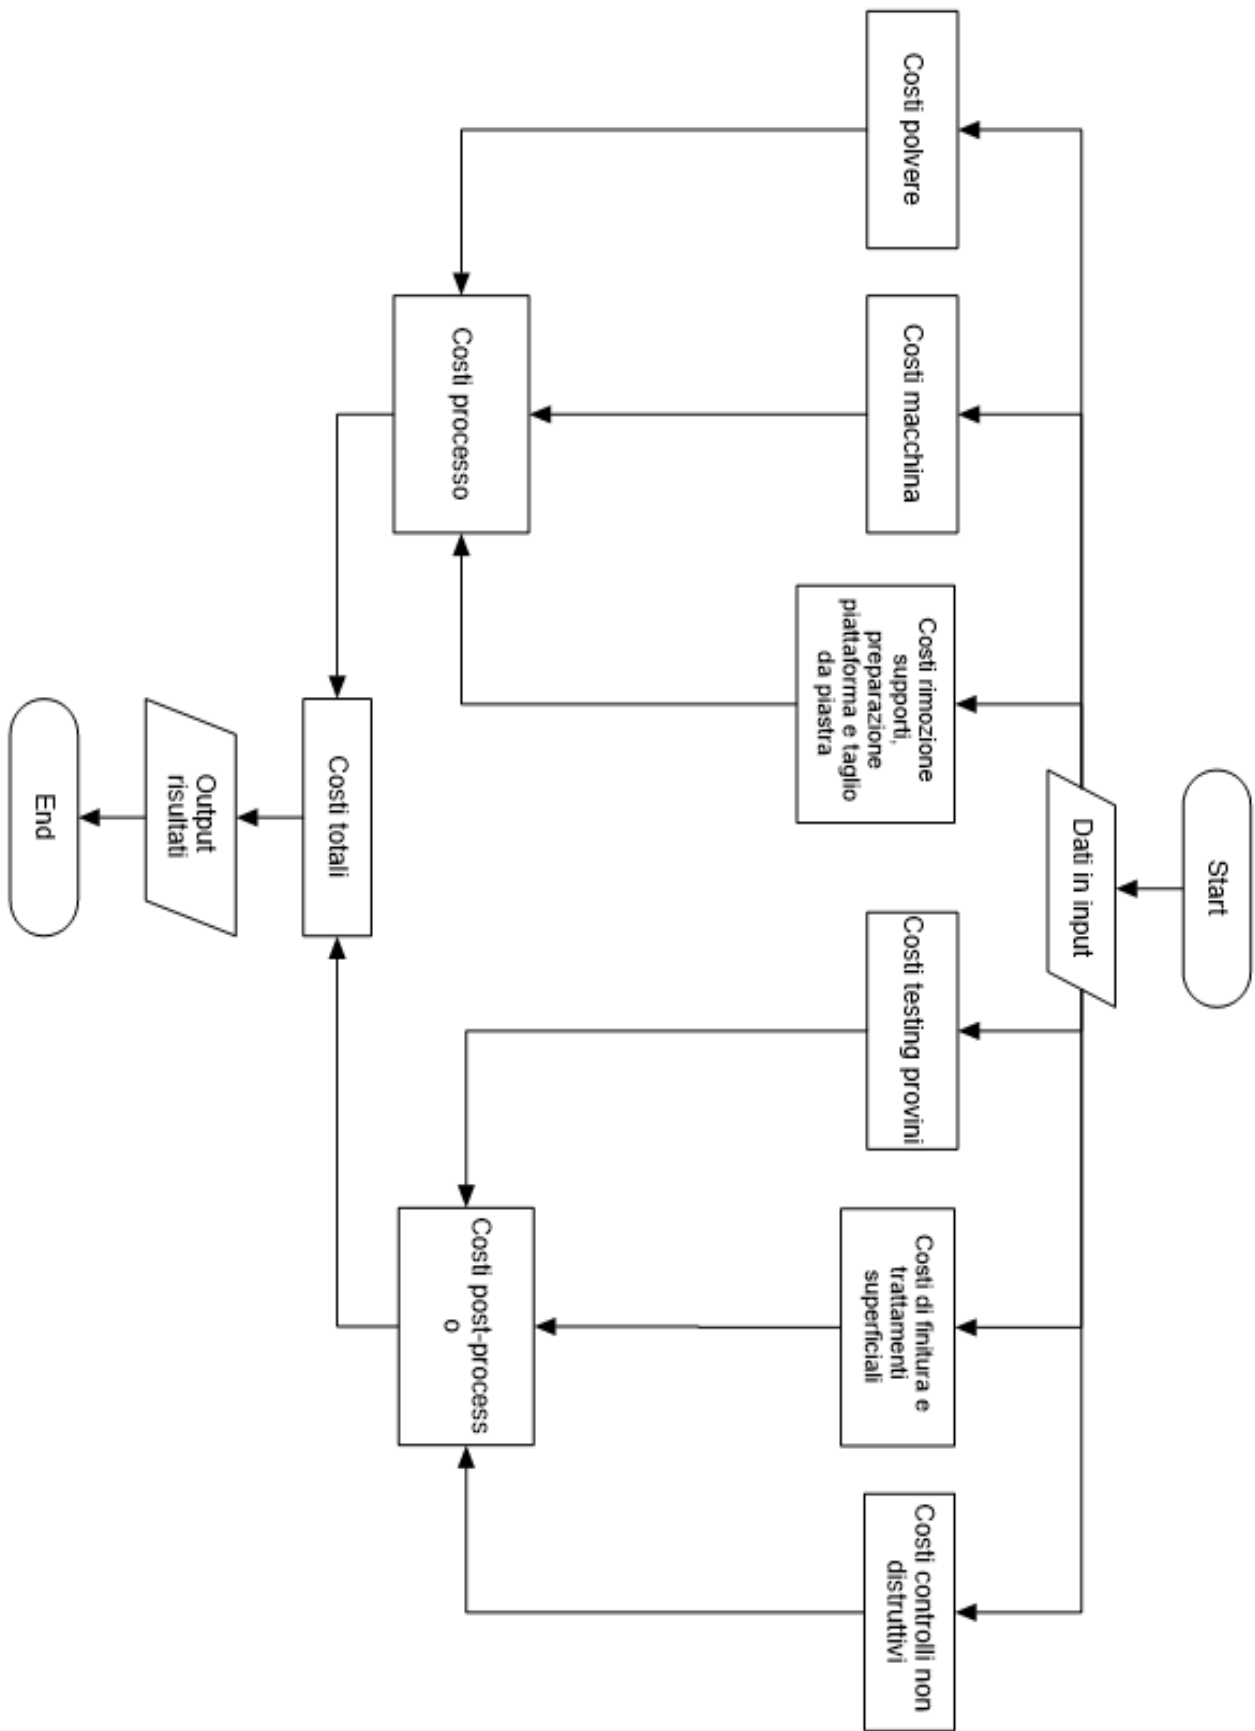 Start
Dati in input
Costi polvere
Costi macchina
Costi rimozione
supporti,
preparazione
piattaforma e taglio
da piastra
Costi testing provini
Costi di finitura e
trattamenti
superficiali
Costi controlli non
distruttivi
Costi processo
Costi post-process
o
Costi totali
Output
risultati
End